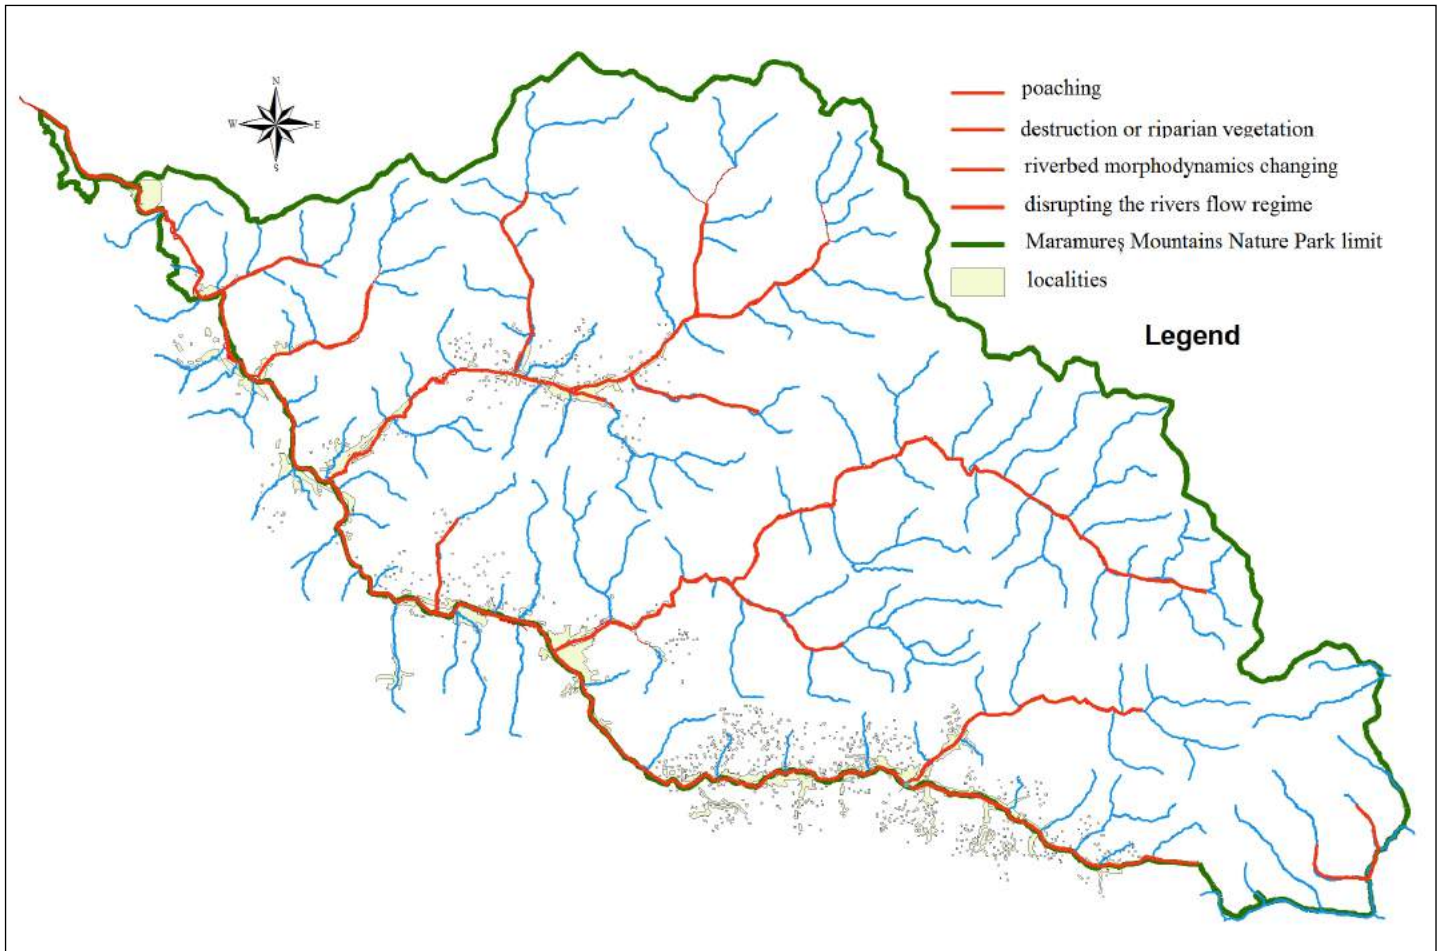 N
W E
S
poaching
destruction or riparian vegetation
riverbed morphodynamics changing
disrupting the rivers flow regime
Maramureș Mountains Nature Park limit
localities
Legend